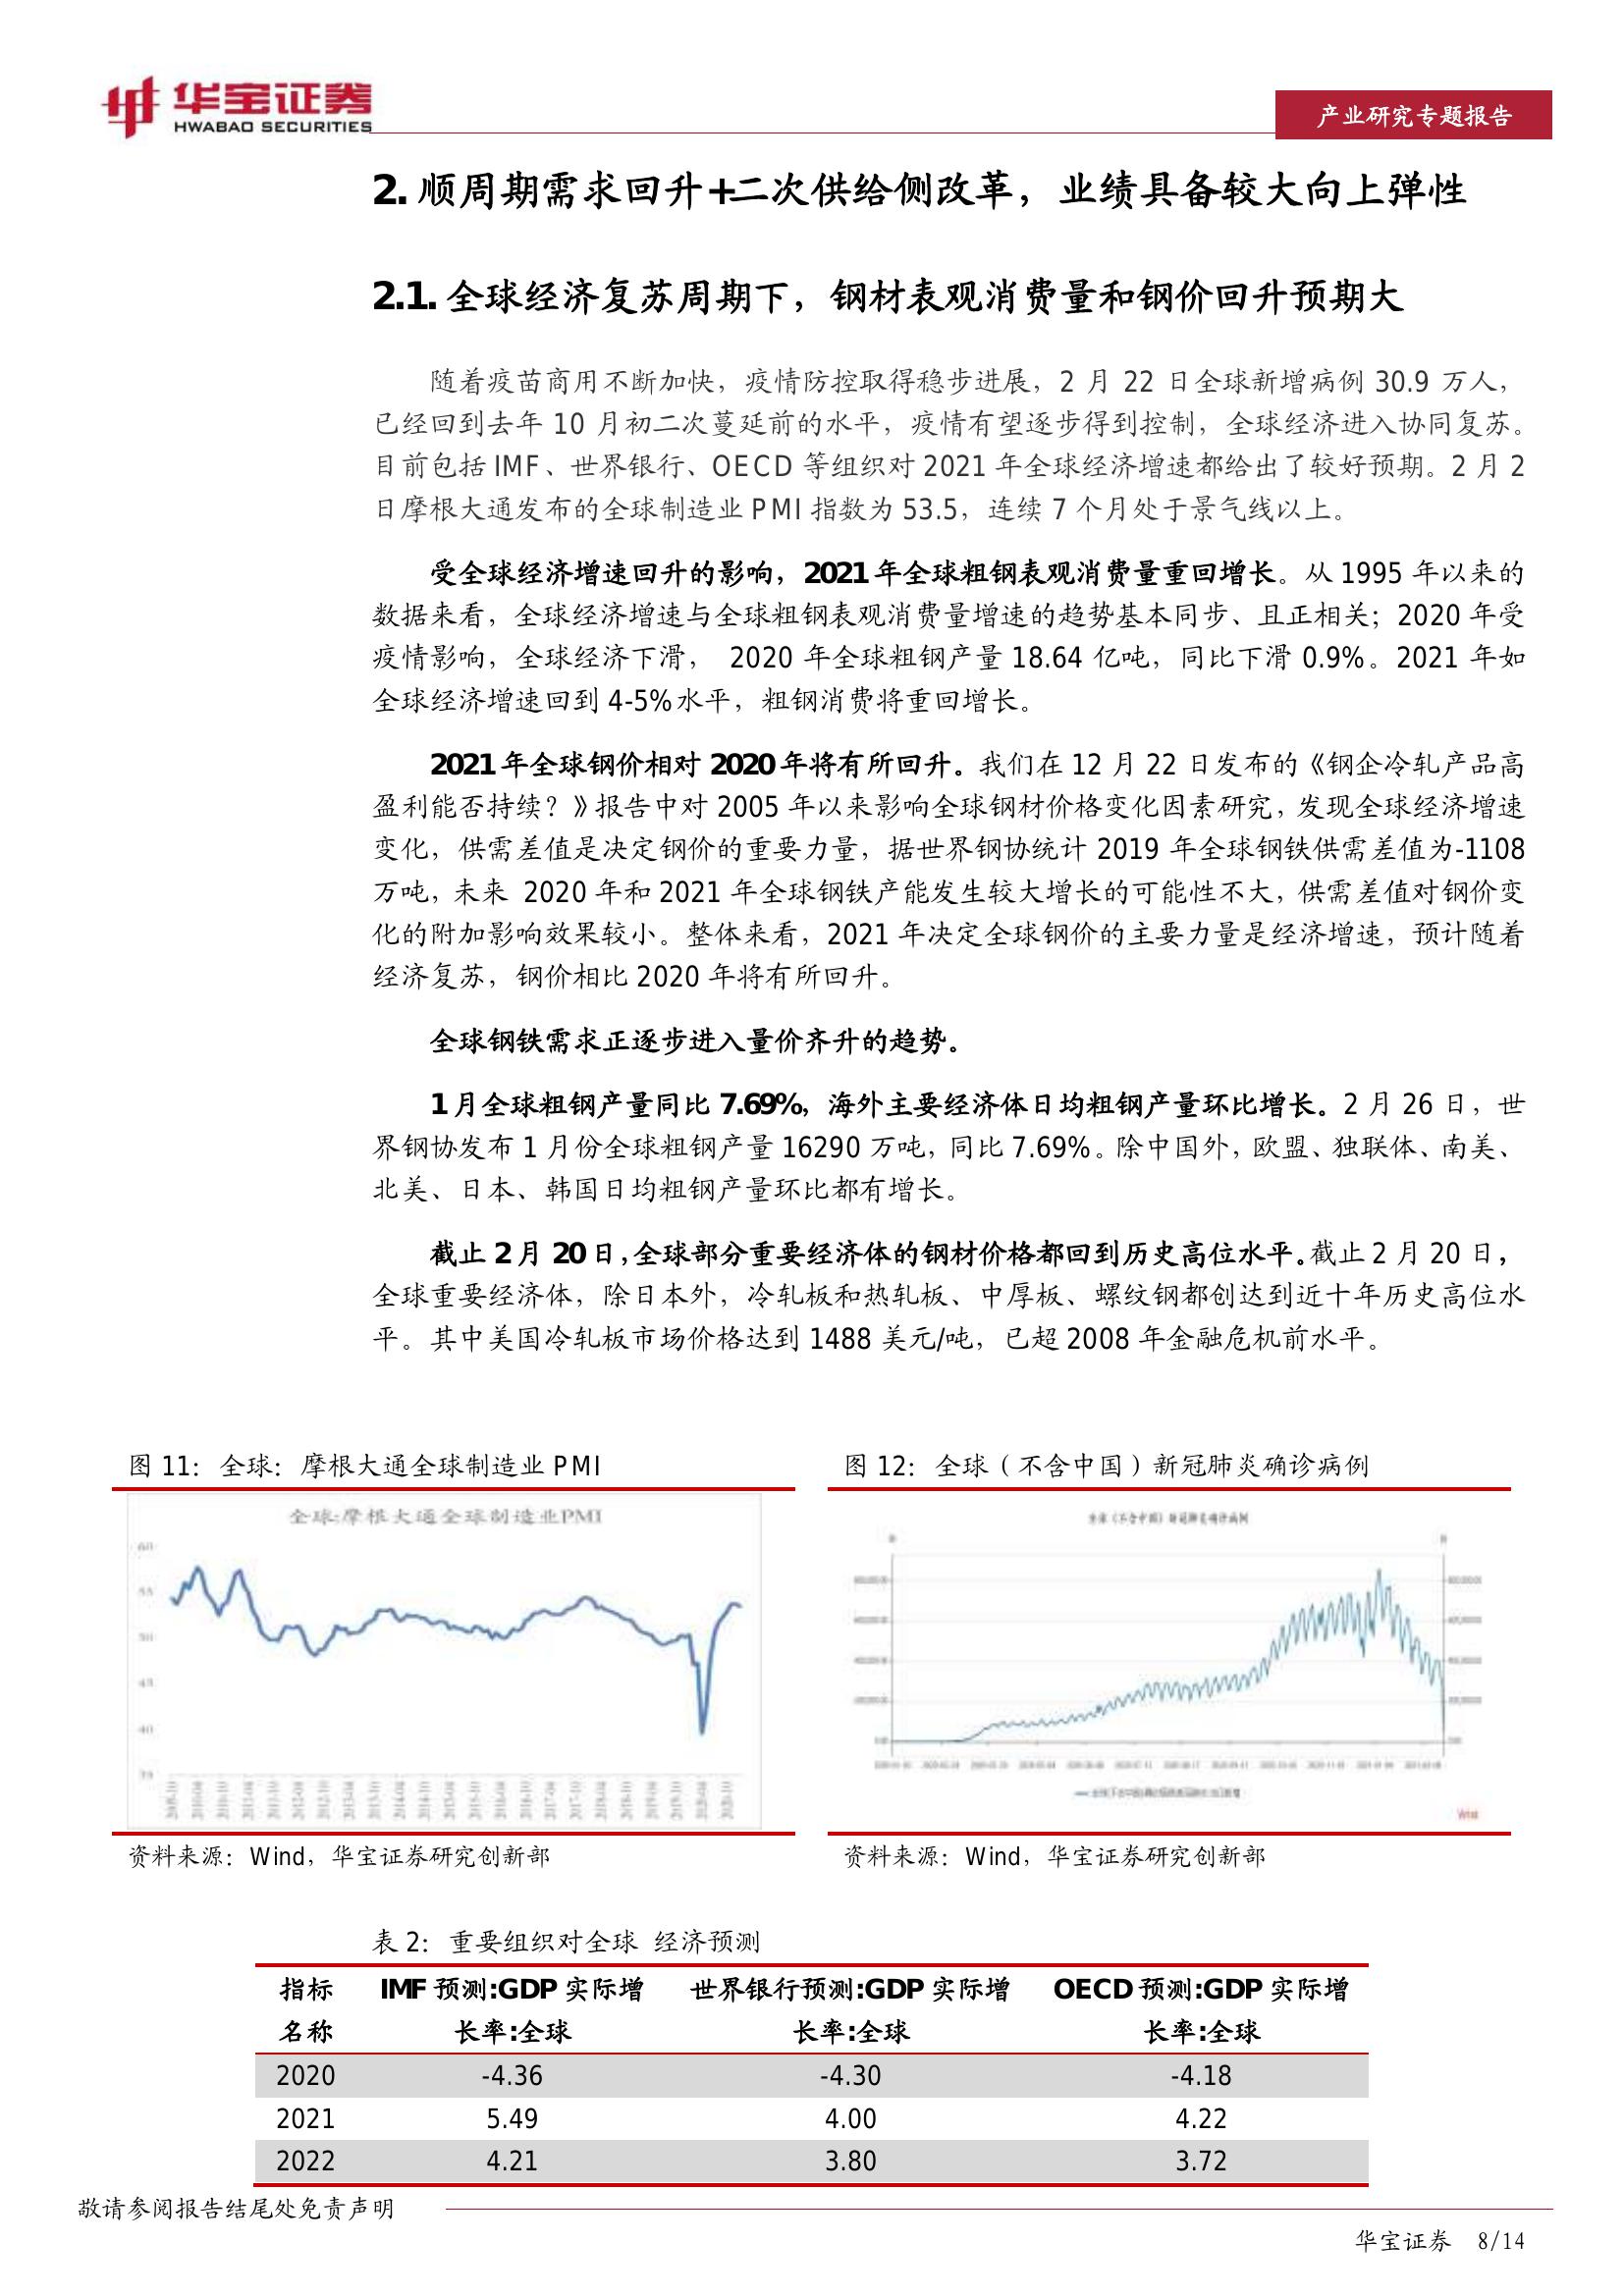 华宝证券
HWABAO SECURITIES
产业研究专题报告
2. 顺周期需求回升+二次供给侧改革，业绩具备较大向上弹性
2.1. 全球经济复苏周期下，钢材表观消费量和钢价回升预期大
随着疫苗商用不断加快，疫情防控取得稳步进展，2 月 22 日全球新增病例 30.9 万人，
已经回到去年 10 月初二次蔓延前的水平，疫情有望逐步得到控制，全球经济进入协同复苏。
目前包括 IMF、世界银行、OECD 等组织对 2021 年全球经济增速都给出了较好预期。2 月 2
日摩根大通发布的全球制造业 PMI 指数为 53.5，连续 7 个月处于景气线以上。
受全球经济增速回升的影响，2021 年全球粗钢表观消费量重回增长。从 1995 年以来的
数据来看，全球经济增速与全球粗钢表观消费量增速的趋势基本同步、且正相关；2020 年受
疫情影响，全球经济下滑， 2020 年全球粗钢产量 18.64 亿吨，同比下滑 0.9%。2021 年如
全球经济增速回到 4-5%水平，粗钢消费将重回增长。
2021 年全球钢价相对 2020 年将有所回升。我们在 12 月 22 日发布的《钢企冷轧产品高
盈利能否持续？》报告中对 2005 年以来影响全球钢材价格变化因素研究，发现全球经济增速
变化，供需差值是决定钢价的重要力量，据世界钢协统计 2019 年全球钢铁供需差值为-1108
万吨，未来 2020 年和 2021 年全球钢铁产能发生较大增长的可能性不大，供需差值对钢价变
化的附加影响效果较小。整体来看，2021 年决定全球钢价的主要力量是经济增速，预计随着
经济复苏，钢价相比 2020 年将有所回升。
全球钢铁需求正逐步进入量价齐升的趋势。
1 月全球粗钢产量同比 7.69%，海外主要经济体日均粗钢产量环比增长。2 月 26 日，世
界钢协发布 1 月份全球粗钢产量 16290 万吨，同比 7.69%。除中国外，欧盟、独联体、南美、
北美、日本、韩国日均粗钢产量环比都有增长。
截止 2 月 20 日，全球部分重要经济体的钢材价格都回到历史高位水平。截止 2 月 20 日，
全球重要经济体，除日本外，冷轧板和热轧板、中厚板、螺纹钢都创达到近十年历史高位水
平。其中美国冷轧板市场价格达到 1488 美元/吨，已超 2008 年金融危机前水平。
图 11：全球：摩根大通全球制造业 PMI
图 12：全球（不含中国）新冠肺炎确诊病例
全球:摩根大通全球制造业PMI
全球（不含中国）新冠肺炎确诊病例
60
55
50
45
40
35
Wind
资料来源：Wind，华宝证券研究创新部
资料来源：Wind，华宝证券研究创新部
表 2：重要组织对全球 经济预测
指标 IMF 预测:GDP 实际增 世界银行预测:GDP 实际增 OECD 预测:GDP 实际增
名称 长率:全球 长率:全球 长率:全球
2020 -4.36 -4.30 -4.18
2021 5.49 4.00 4.22
2022 4.21 3.80 3.72
敬请参阅报告结尾处免责声明
华宝证券 8/14